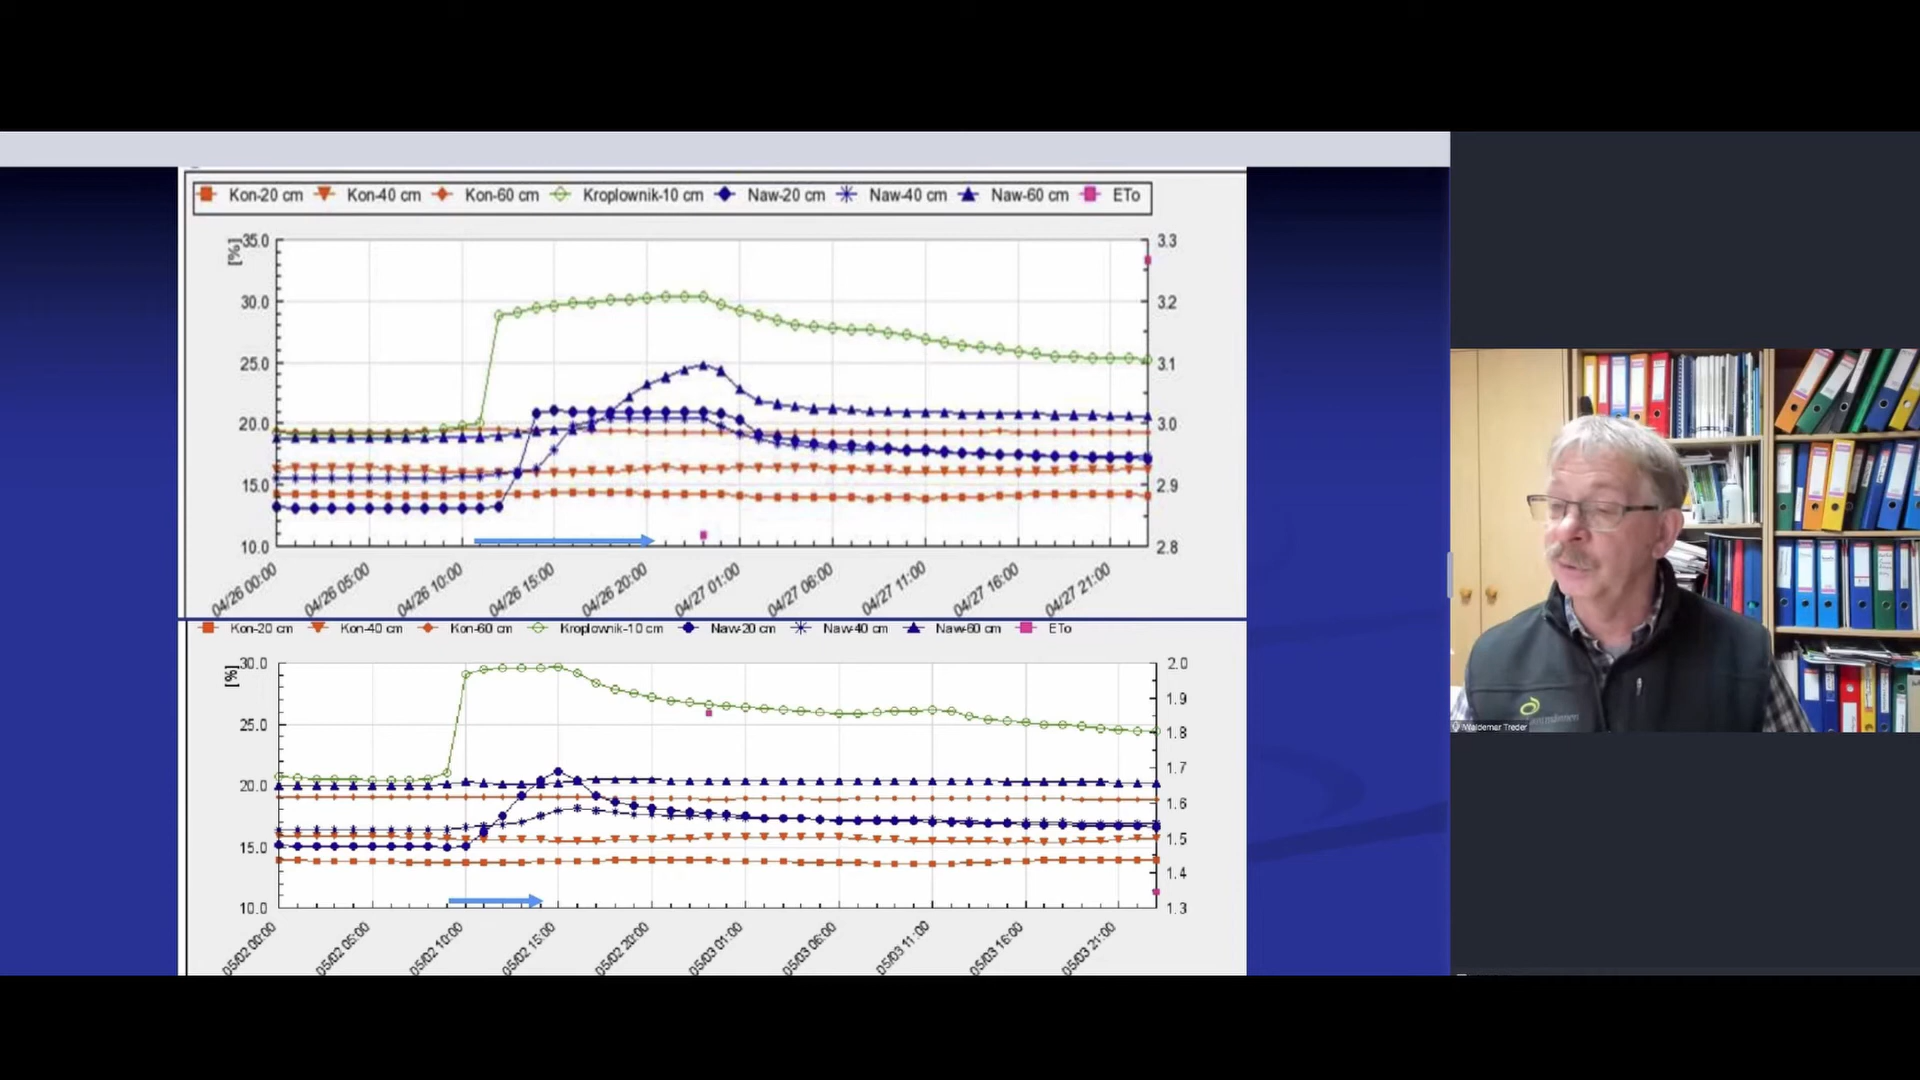 Kon-20 cm Kon-40 cm Kon-60 cm Kroplownik-10 cm Naw-20 cm Naw-40 cm Naw-60 cm ETo
[%]
35.0 30.0 25.0 20.0 15.0 10.0
3.3 3.2 3.1 3.0 2.9 2.8
04/26 00:00 04/26 05:00 04/26 10:00 04/26 15:00 04/26 20:00 04/27 01:00 04/27 06:00 04/27 11:00 04/27 16:00 04/27 21:00
Kon-20 cm Kon-40 cm Kon-60 cm Kroplownik-10 cm Naw-20 cm Naw-40 cm Naw-60 cm ETo
[%]
30.0 25.0 20.0 15.0 10.0
2.0 1.9 1.8 1.7 1.6 1.5 1.4 1.3
05/02 00:00 05/02 05:00 05/02 10:00 05/02 15:00 05/02 20:00 05/03 01:00 05/03 06:00 05/03 11:00 05/03 16:00 05/03 21:00
Waldemar Treder